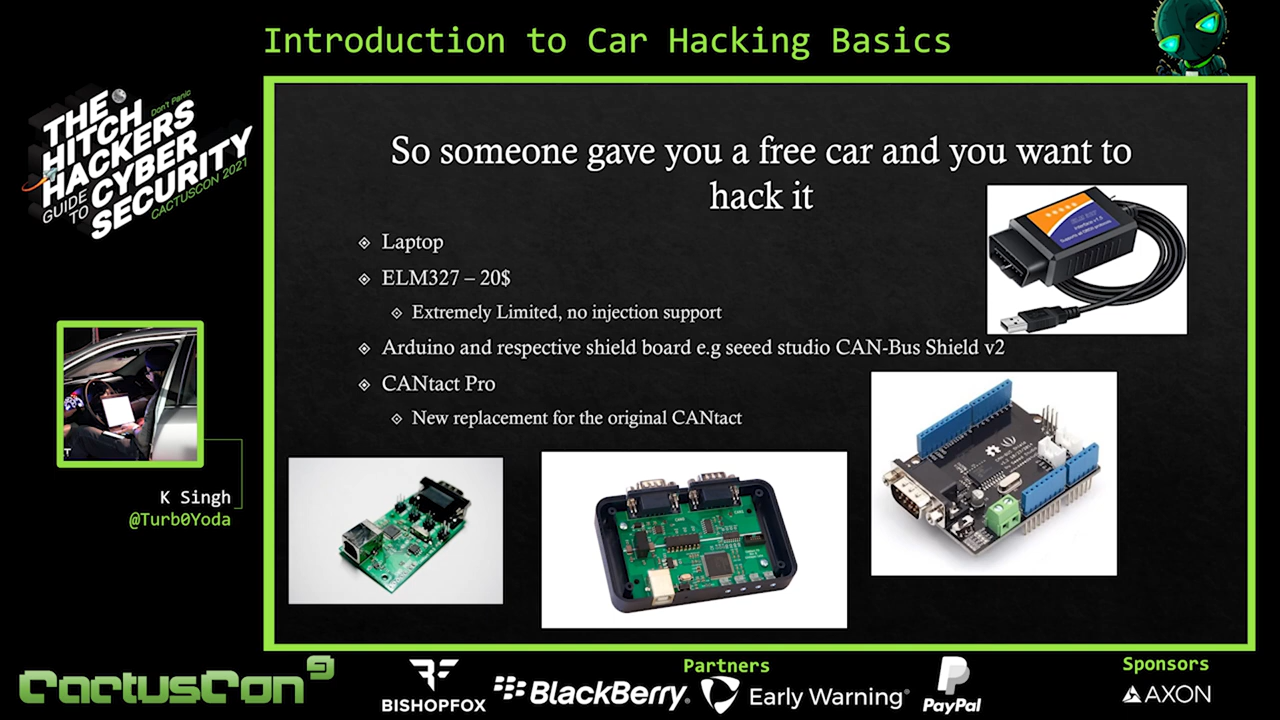 Introduction to Car Hacking Basics
THE
HITCH
Don't Panic
HACKERS
GUIDE
TO
CYBER
SECURITY
CACTUSCON 2021
So someone gave you a free car and you want to
hack it
Laptop
ELM327 – 20$
Extremely Limited, no injection support
Arduino and respective shield board e.g seeed studio CAN-Bus Shield v2
CANtact Pro
New replacement for the original CANtact
K Singh
@Turb0Yoda
CactusCon 9
Partners
BISHOPFOX
BlackBerry
Early Warning
PayPal
Sponsors
AXON